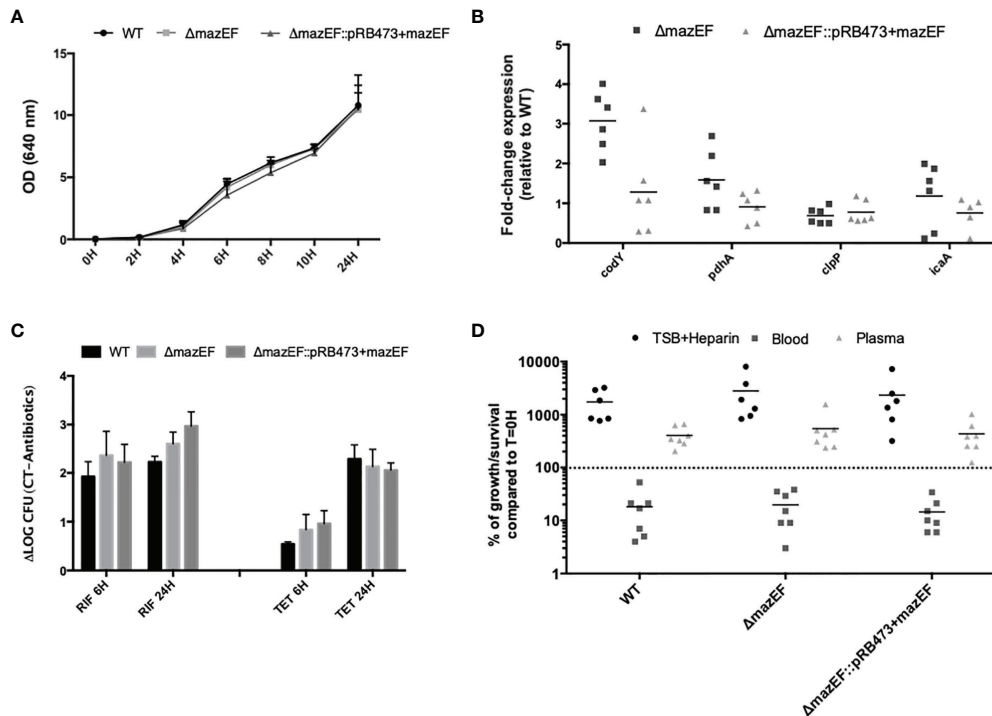 A
WT ΔmazEF ΔmazEF::pRB473+mazEF
OD (640 nm)
15
10
5
0
0H 2H 4H 6H 8H 10H 24H
B
ΔmazEF ΔmazEF::pRB473+mazEF
Fold-change expression
(relative to WT)
5
4
3
2
1
0
codY pdhA clpP icaA
C
WT ΔmazEF ΔmazEF::pRB473+mazEF
ΔLOG CFU (CT-Antibiotics)
4
3
2
1
0
RIF 6H RIF 24H TET 6H TET 24H
D
TSB+Heparin Blood Plasma
% of growth/survival
compared to T=0H
10000
1000
100
10
1
WT ΔmazEF ΔmazEF::pRB473+mazEF